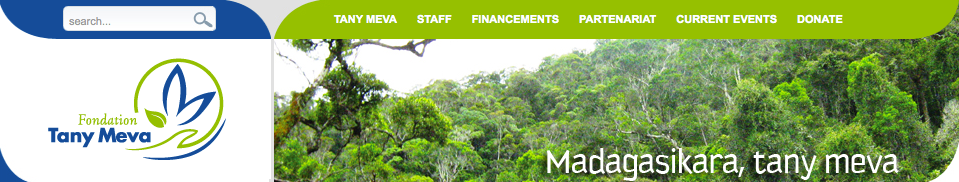 search...
TANY MEVA STAFF FINANCEMENTS PARTENARIAT CURRENT EVENTS DONATE
Fondation
Tany Meva
Madagasikara, tany meva